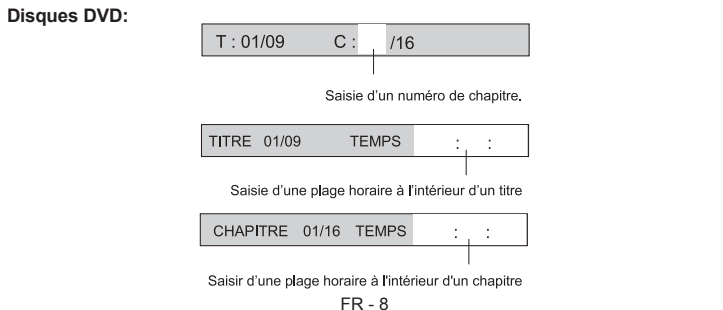 Disques DVD:
T : 01/09 C : /16
Saisie d'un numéro de chapitre.
TITRE 01/09 TEMPS : :
Saisie d'une plage horaire à l'intérieur d'un titre
CHAPITRE 01/16 TEMPS : :
Saisir d'une plage horaire à l'intérieur d'un chapitre
FR - 8